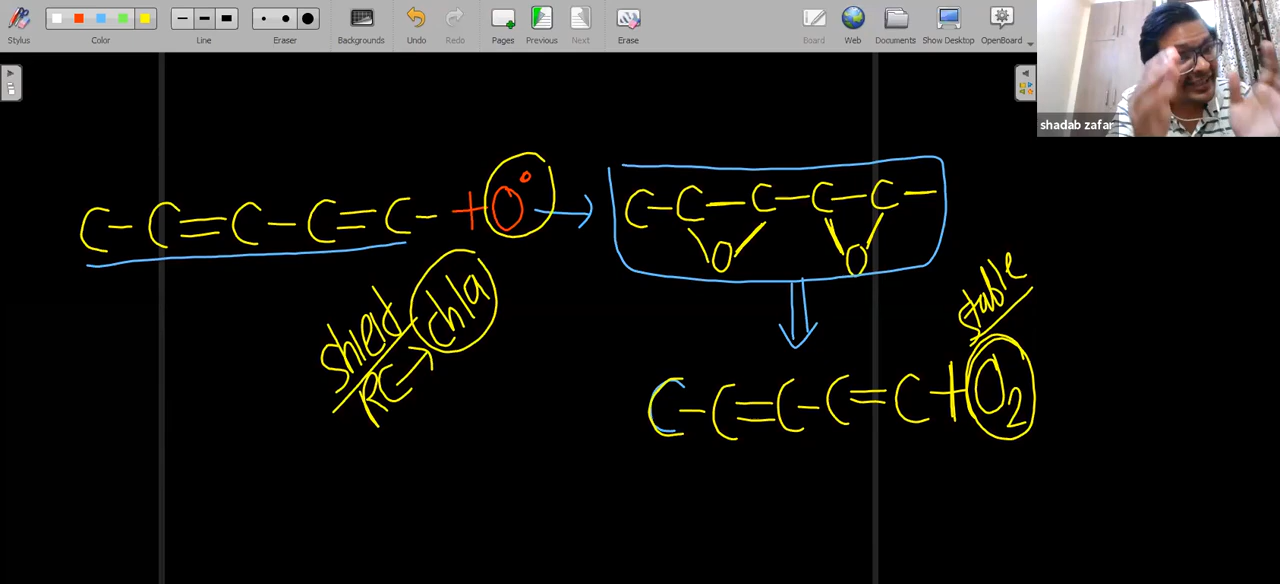 Stylus Color Line Eraser Backgrounds Undo Redo Pages Previous Next Erase Board Web Documents Show Desktop OpenBoard
shadab zafar
C-C=C-C=C- + O° → C-C-C-C-C-
O O
shield
RC→ chla
stable
C-C=C-C=C+O2